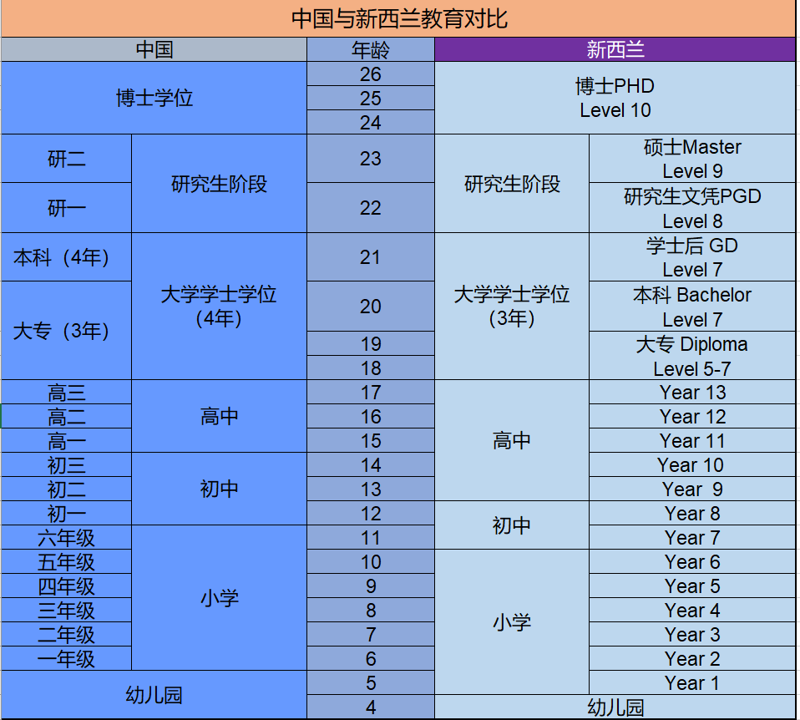 中国与新西兰教育对比
中国 年龄 新西兰
博士学位 26 博士PHD
25 Level 10
24
研二 研究生阶段 23 研究生阶段 硕士Master
Level 9
研一 22 研究生文凭PGD
Level 8
本科（4年） 大学学士学位 21 大学学士学位 学士后 GD
（4年） （3年） Level 7
大专（3年） 20 本科 Bachelor
Level 7
19 大专 Diploma
18 Level 5-7
高三 高中 17 高中 Year 13
高二 16 Year 12
高一 15 Year 11
初三 初中 14 Year 10
初二 13 Year 9
初一 12 初中 Year 8
六年级 小学 11 Year 7
五年级 10 小学 Year 6
四年级 9 Year 5
三年级 8 Year 4
二年级 7 Year 3
一年级 6 Year 2
幼儿园 5 Year 1
4 幼儿园